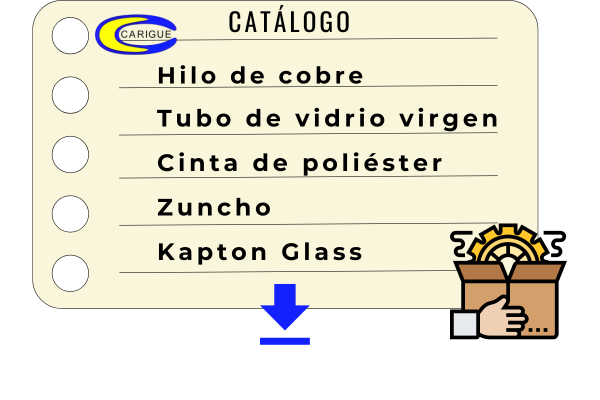 CARIGUE
CATÁLOGO
Hilo de cobre
Tubo de vidrio virgen
Cinta de poliéster
Zuncho
Kapton Glass